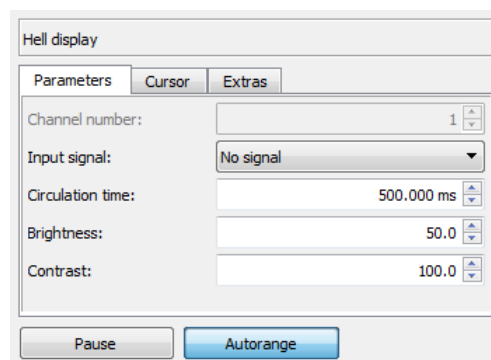 Hell display
Parameters Cursor Extras
Channel number: 1
Input signal: No signal
Circulation time: 500.000 ms
Brightness: 50.0
Contrast: 100.0
Pause Autorange